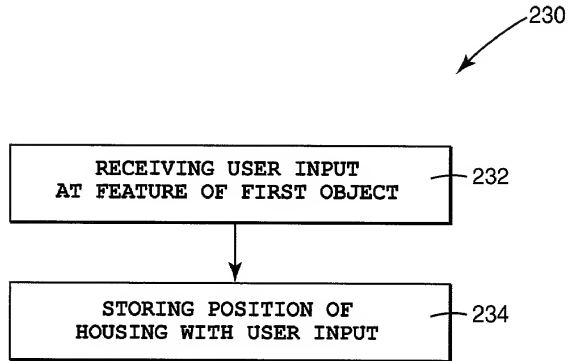 230
RECEIVING USER INPUT
AT FEATURE OF FIRST OBJECT
232
STORING POSITION OF
HOUSING WITH USER INPUT
234